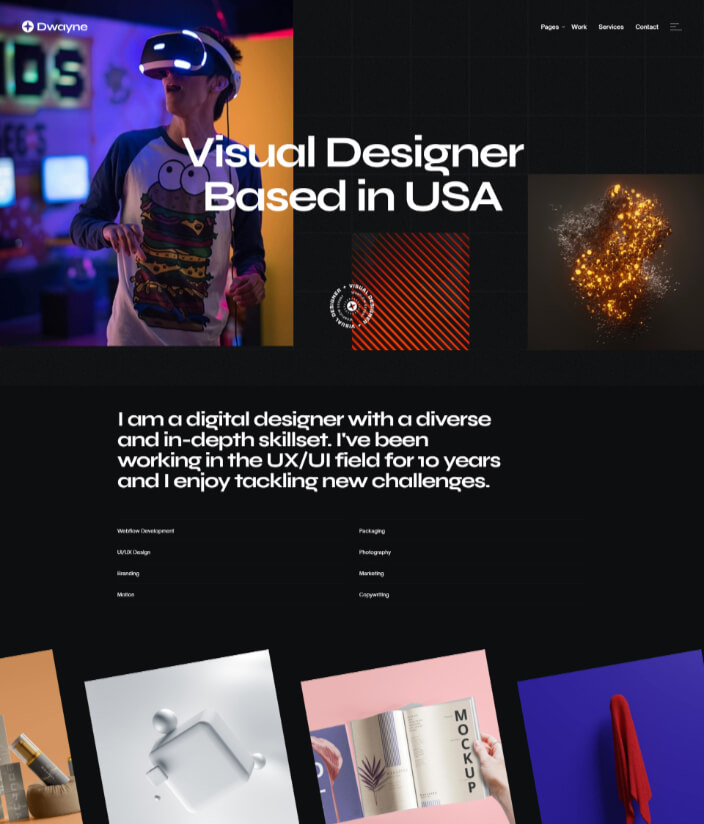 Dwayne
Pages Work Services Contact
Visual Designer
Based in USA
VISUAL DESIGNER • VISUAL DESIGNER •
I am a digital designer with a diverse
and in-depth skillset. I've been
working in the UX/UI field for 10 years
and I enjoy tackling new challenges.
Webflow Development
Packaging
UI/UX Design
Photography
Branding
Marketing
Motion
Copywriting
MOCKUP